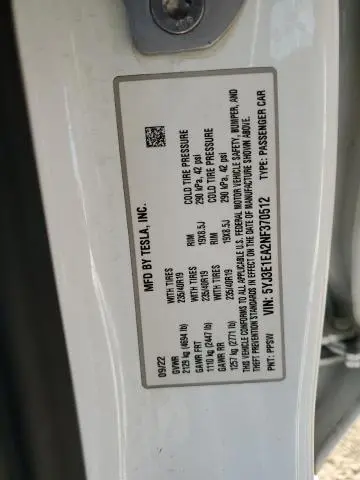 MFD BY TESLA, INC.
09/22
GVWR
2129 kg (4694 lb)
WITH TIRES
235/40R19
RIM
19X8.5J
COLD TIRE PRESSURE
290 kPa, 42 psi
GAWR FRT
1110 kg (2447 lb)
WITH TIRES
235/40R19
RIM
19X8.5J
COLD TIRE PRESSURE
290 kPa, 42 psi
GAWR RR
1257 kg (2771 lb)
THIS VEHICLE CONFORMS TO ALL APPLICABLE U.S. FEDERAL MOTOR VEHICLE SAFETY, BUMPER, AND
THEFT PREVENTION STANDARDS IN EFFECT ON THE DATE OF MANUFACTURE SHOWN ABOVE.
VIN: 5YJ3E1EA2NF370512
PNT: PPSW
TYPE: PASSENGER CAR